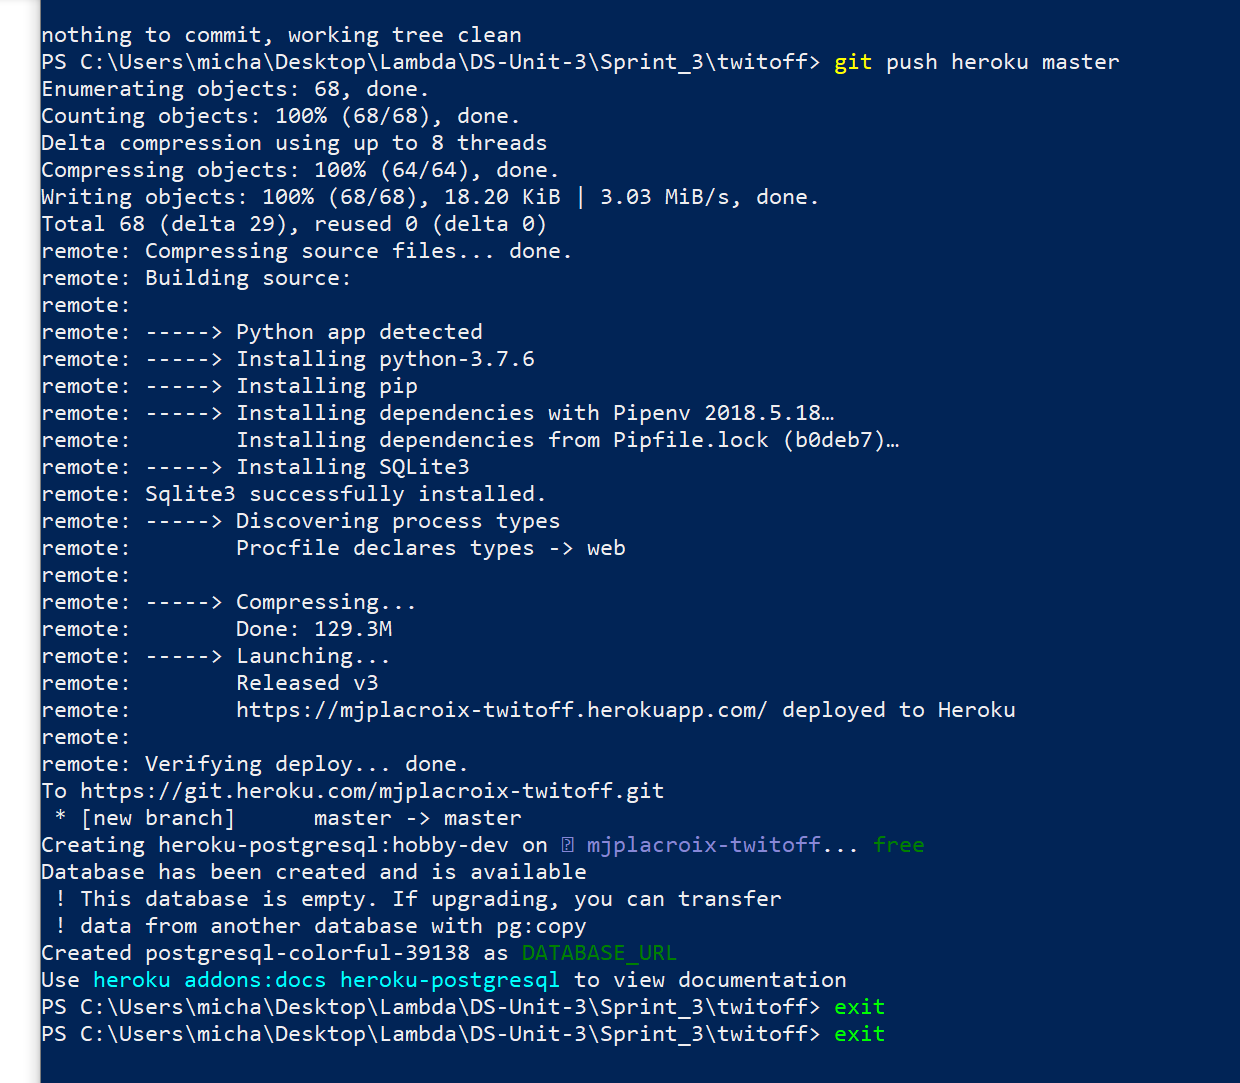 nothing to commit, working tree clean
PS C:\Users\micha\Desktop\Lambda\DS-Unit-3\Sprint_3\twitoff> git push heroku master
Enumerating objects: 68, done.
Counting objects: 100% (68/68), done.
Delta compression using up to 8 threads
Compressing objects: 100% (64/64), done.
Writing objects: 100% (68/68), 18.20 KiB | 3.03 MiB/s, done.
Total 68 (delta 29), reused 0 (delta 0)
remote: Compressing source files... done.
remote: Building source:
remote:
remote: -----> Python app detected
remote: -----> Installing python-3.7.6
remote: -----> Installing pip
remote: -----> Installing dependencies with Pipenv 2018.5.18…
remote:        Installing dependencies from Pipfile.lock (b0deb7)…
remote: -----> Installing SQLite3
remote: Sqlite3 successfully installed.
remote: -----> Discovering process types
remote:        Procfile declares types -> web
remote:
remote: -----> Compressing...
remote:        Done: 129.3M
remote: -----> Launching...
remote:        Released v3
remote:        https://mjplacroix-twitoff.herokuapp.com/ deployed to Heroku
remote:
remote: Verifying deploy... done.
To https://git.heroku.com/mjplacroix-twitoff.git
 * [new branch]      master -> master
Creating heroku-postgresql:hobby-dev on ⍰ mjplacroix-twitoff... free
Database has been created and is available
 ! This database is empty. If upgrading, you can transfer
 ! data from another database with pg:copy
Created postgresql-colorful-39138 as DATABASE_URL
Use heroku addons:docs heroku-postgresql to view documentation
PS C:\Users\micha\Desktop\Lambda\DS-Unit-3\Sprint_3\twitoff> exit
PS C:\Users\micha\Desktop\Lambda\DS-Unit-3\Sprint_3\twitoff> exit